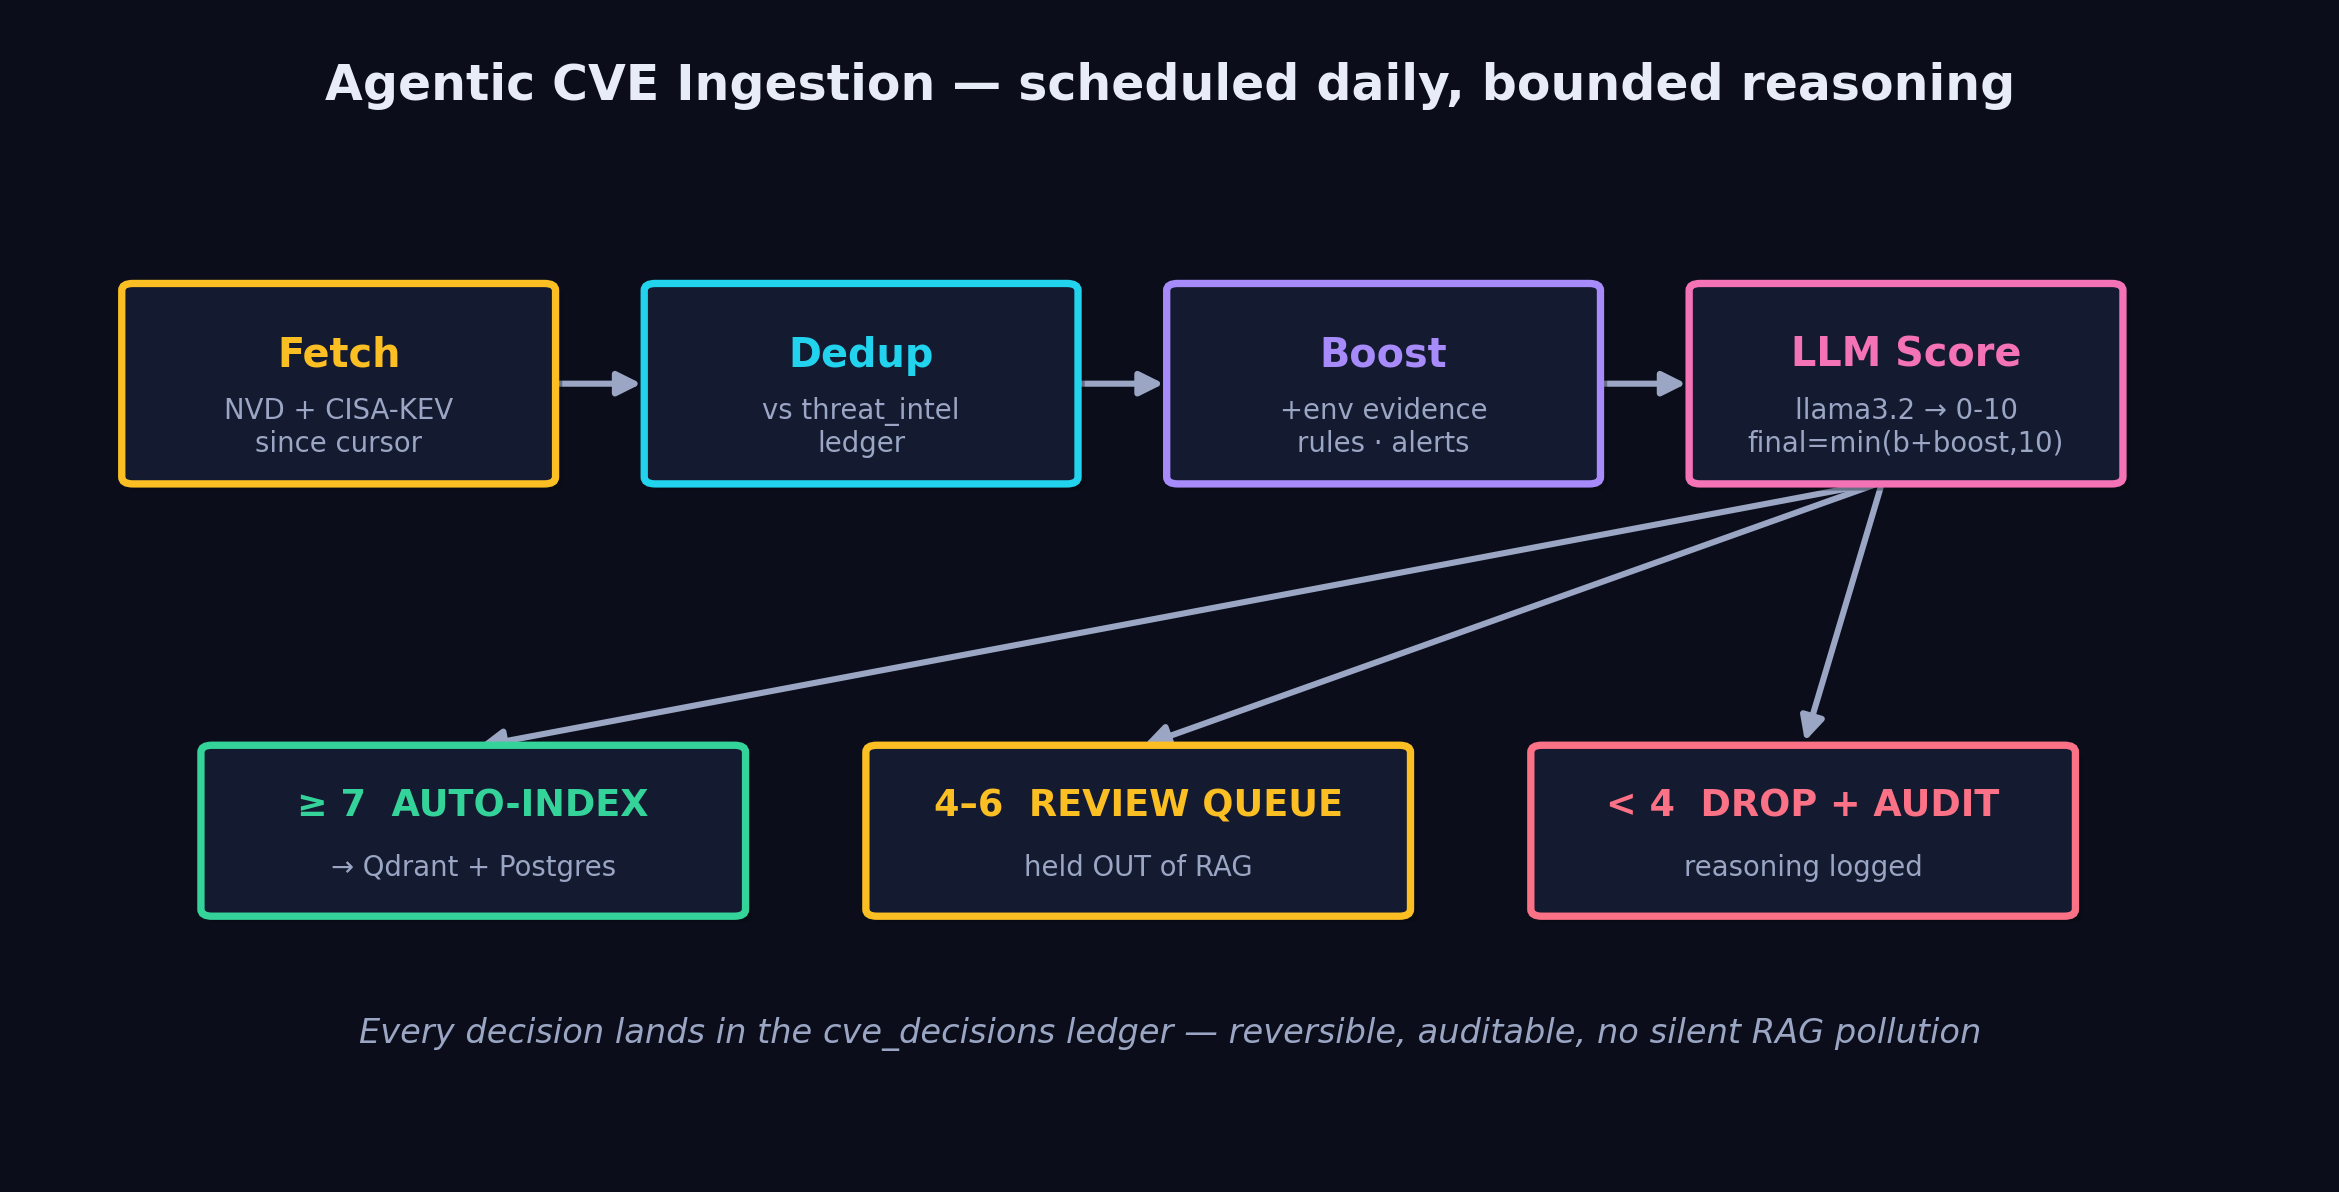 Agentic CVE Ingestion — scheduled daily, bounded reasoning
Fetch
NVD + CISA-KEV
since cursor
Dedup
vs threat_intel
ledger
Boost
+env evidence
rules · alerts
LLM Score
llama3.2 → 0-10
final=min(b+boost,10)
≥ 7  AUTO-INDEX
→ Qdrant + Postgres
4–6  REVIEW QUEUE
held OUT of RAG
< 4  DROP + AUDIT
reasoning logged
Every decision lands in the cve_decisions ledger — reversible, auditable, no silent RAG pollution